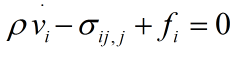 ρv̇ᵢ − σᵢⱼ,ⱼ + fᵢ = 0